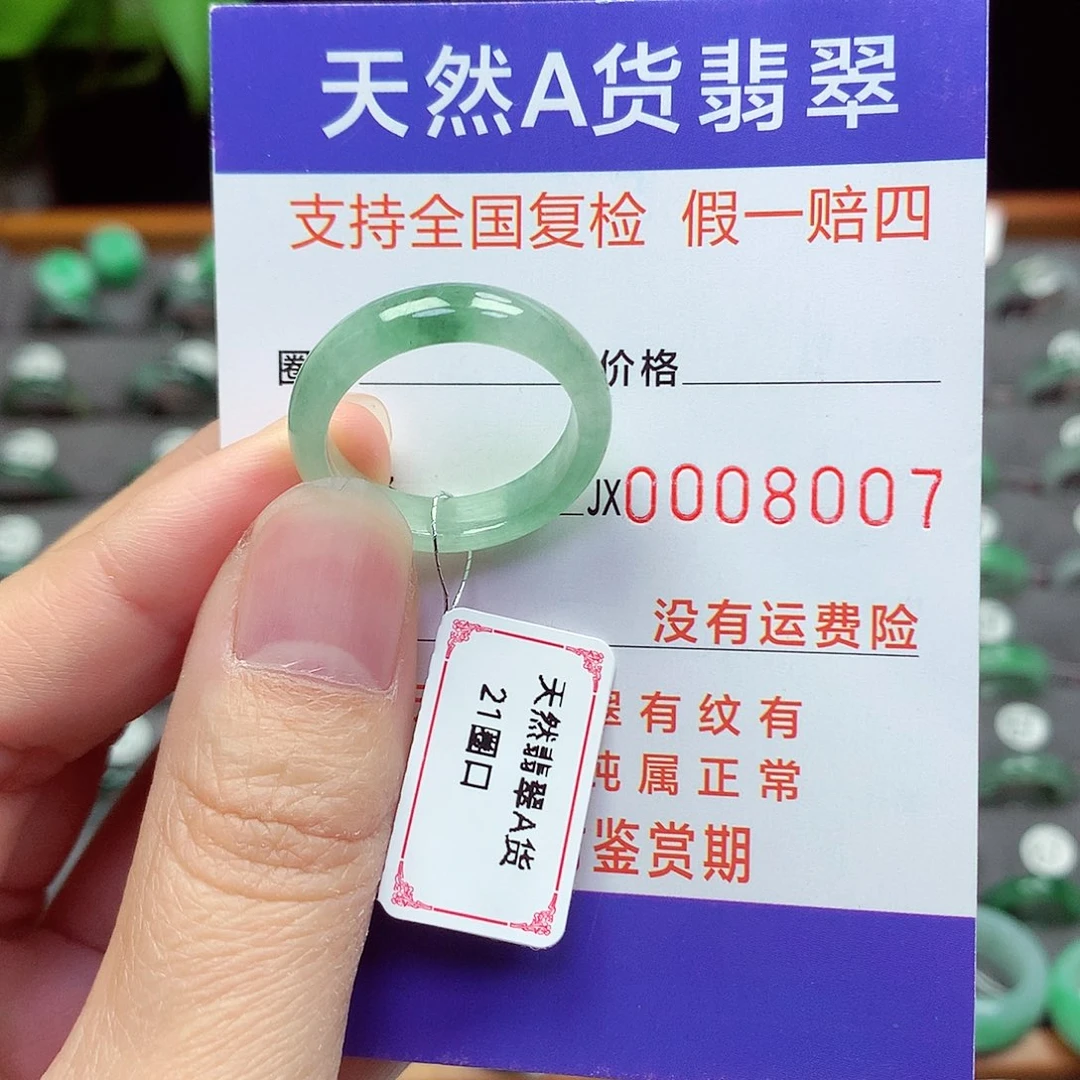 天然A货翡翠
支持全国复检 假一赔四
价格
JX0008007
没有运费险
有纹有
纯属正常
鉴赏期
天然翡翠A货
21圈口